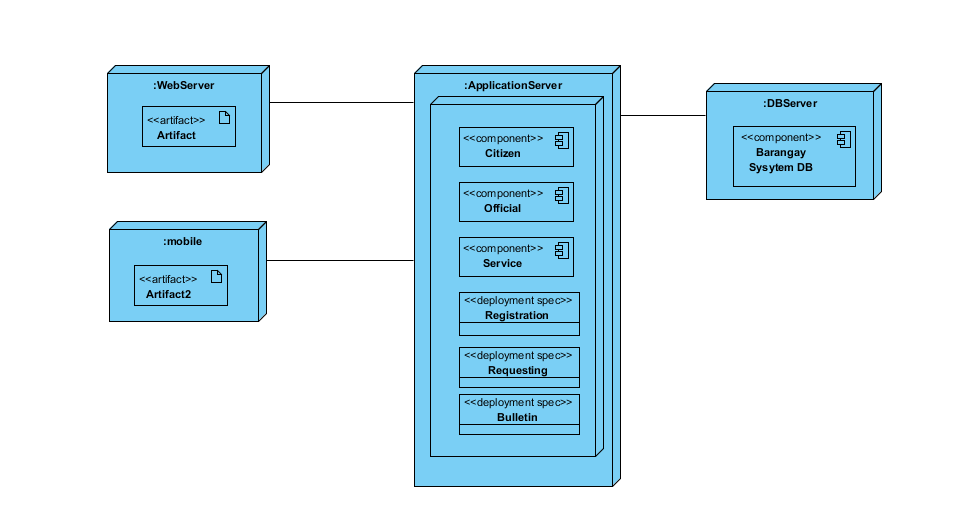 :WebServer
<<artifact>>
Artifact
:mobile
<<artifact>>
Artifact2
:ApplicationServer
<<component>>
Citizen
<<component>>
Official
<<component>>
Service
<<deployment spec>>
Registration
<<deployment spec>>
Requesting
<<deployment spec>>
Bulletin
:DBServer
<<component>>
Barangay
Sysytem DB